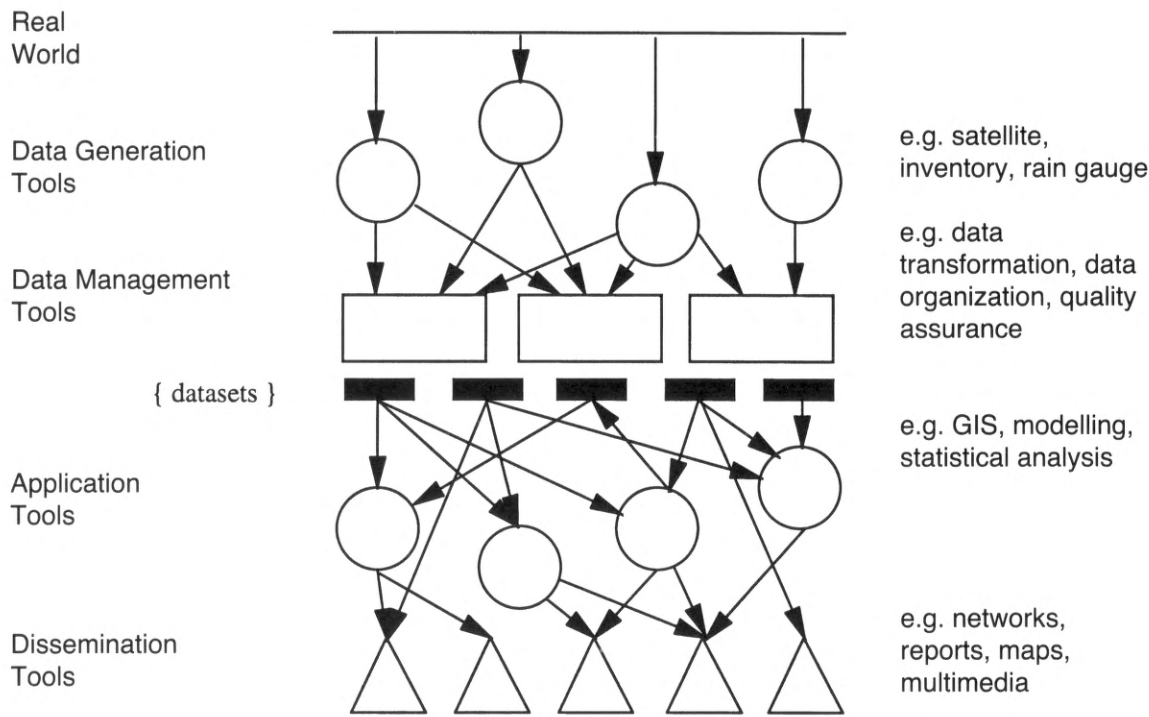 Real
World
Data Generation
Tools
e.g. satellite,
inventory, rain gauge
Data Management
Tools
e.g. data
transformation, data
organization, quality
assurance
{ datasets }
Application
Tools
e.g. GIS, modelling,
statistical analysis
Dissemination
Tools
e.g. networks,
reports, maps,
multimedia